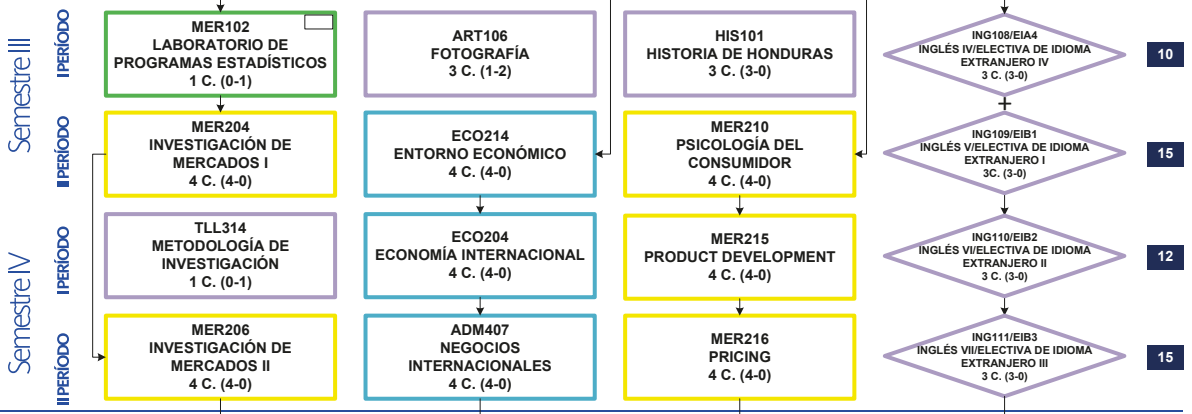 Semestre III
I PERÍODO
MER102
LABORATORIO DE
PROGRAMAS ESTADÍSTICOS
1 C. (0-1)
ART106
FOTOGRAFÍA
3 C. (1-2)
HIS101
HISTORIA DE HONDURAS
3 C. (3-0)
ING108/EIA4
INGLÉS IV/ELECTIVA DE IDIOMA
EXTRANJERO IV
3 C. (3-0)
10
+
II PERÍODO
MER204
INVESTIGACIÓN DE
MERCADOS I
4 C. (4-0)
ECO214
ENTORNO ECONÓMICO
4 C. (4-0)
MER210
PSICOLOGÍA DEL
CONSUMIDOR
4 C. (4-0)
ING109/EIB1
INGLÉS V/ELECTIVA DE IDIOMA
EXTRANJERO I
3C. (3-0)
15
Semestre IV
I PERÍODO
TLL314
METODOLOGÍA DE
INVESTIGACIÓN
1 C. (0-1)
ECO204
ECONOMÍA INTERNACIONAL
4 C. (4-0)
MER215
PRODUCT DEVELOPMENT
4 C. (4-0)
ING110/EIB2
INGLÉS VI/ELECTIVA DE IDIOMA
EXTRANJERO II
3 C. (3-0)
12
II PERÍODO
MER206
INVESTIGACIÓN DE
MERCADOS II
4 C. (4-0)
ADM407
NEGOCIOS
INTERNACIONALES
4 C. (4-0)
MER216
PRICING
4 C. (4-0)
ING111/EIB3
INGLÉS VII/ELECTIVA DE IDIOMA
EXTRANJERO III
3 C. (3-0)
15